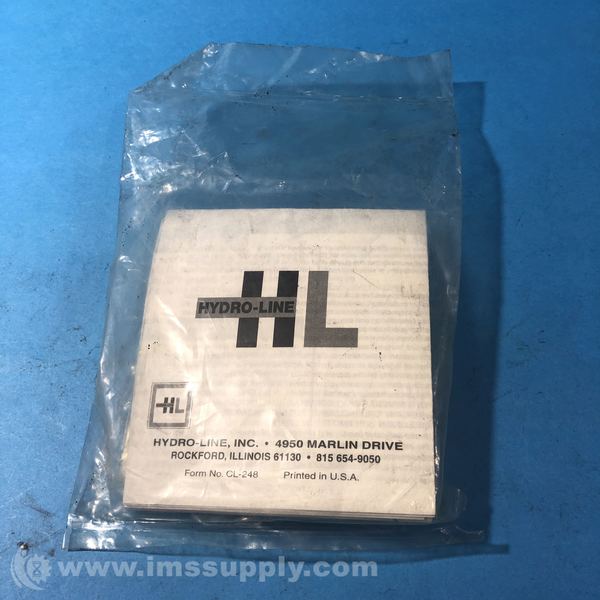 HYDRO-LINE HL
HL
HYDRO-LINE, INC. • 4950 MARLIN DRIVE
ROCKFORD, ILLINOIS 61130 • 815 654-9050
Form No. CL-248 Printed in U.S.A.
www.imssupply.com